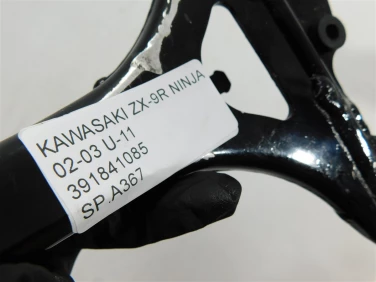 KAWASAKI ZX-9R NINJA
02-03 U-11
391841085
SP.A367